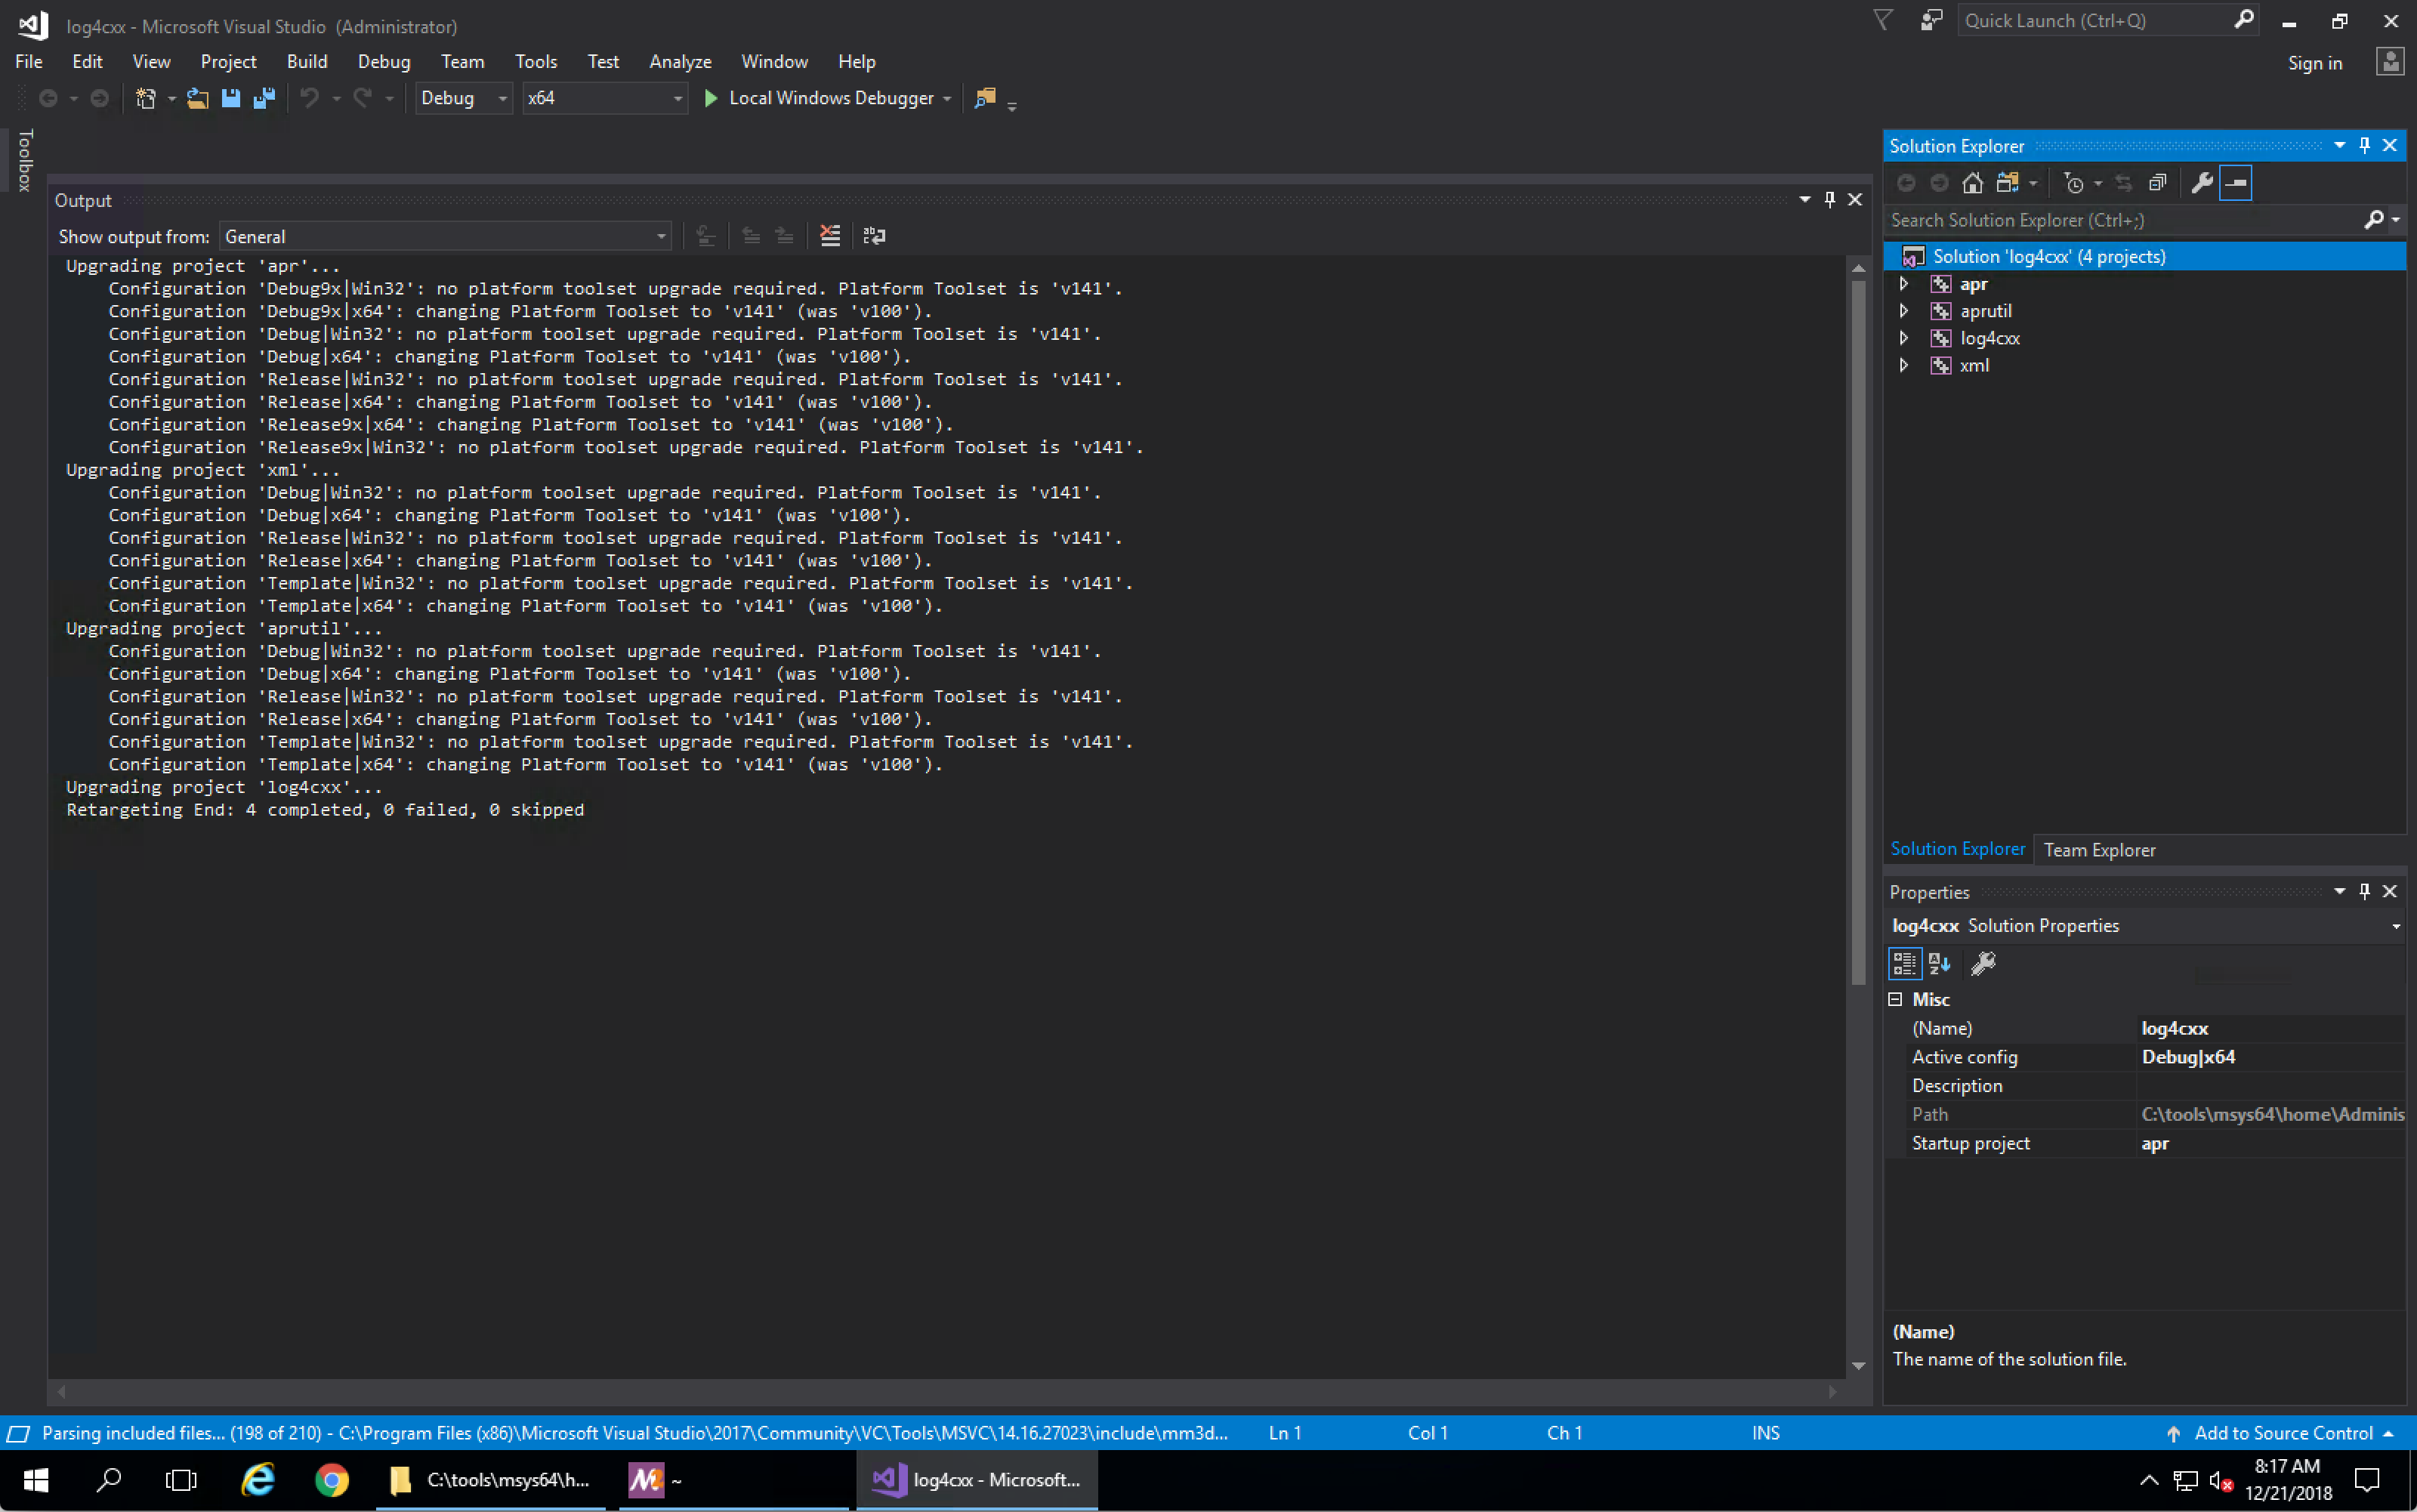 log4cxx - Microsoft Visual Studio (Administrator)
Quick Launch (Ctrl+Q)
File Edit View Project Build Debug Team Tools Test Analyze Window Help
Sign in
Debug x64 Local Windows Debugger
Toolbox
Output
Show output from: General
Upgrading project 'apr'...
Configuration 'Debug9x|Win32': no platform toolset upgrade required. Platform Toolset is 'v141'.
Configuration 'Debug9x|x64': changing Platform Toolset to 'v141' (was 'v100').
Configuration 'Debug|Win32': no platform toolset upgrade required. Platform Toolset is 'v141'.
Configuration 'Debug|x64': changing Platform Toolset to 'v141' (was 'v100').
Configuration 'Release|Win32': no platform toolset upgrade required. Platform Toolset is 'v141'.
Configuration 'Release|x64': changing Platform Toolset to 'v141' (was 'v100').
Configuration 'Release9x|x64': changing Platform Toolset to 'v141' (was 'v100').
Configuration 'Release9x|Win32': no platform toolset upgrade required. Platform Toolset is 'v141'.
Upgrading project 'xml'...
Configuration 'Debug|Win32': no platform toolset upgrade required. Platform Toolset is 'v141'.
Configuration 'Debug|x64': changing Platform Toolset to 'v141' (was 'v100').
Configuration 'Release|Win32': no platform toolset upgrade required. Platform Toolset is 'v141'.
Configuration 'Release|x64': changing Platform Toolset to 'v141' (was 'v100').
Configuration 'Template|Win32': no platform toolset upgrade required. Platform Toolset is 'v141'.
Configuration 'Template|x64': changing Platform Toolset to 'v141' (was 'v100').
Upgrading project 'aprutil'...
Configuration 'Debug|Win32': no platform toolset upgrade required. Platform Toolset is 'v141'.
Configuration 'Debug|x64': changing Platform Toolset to 'v141' (was 'v100').
Configuration 'Release|Win32': no platform toolset upgrade required. Platform Toolset is 'v141'.
Configuration 'Release|x64': changing Platform Toolset to 'v141' (was 'v100').
Configuration 'Template|Win32': no platform toolset upgrade required. Platform Toolset is 'v141'.
Configuration 'Template|x64': changing Platform Toolset to 'v141' (was 'v100').
Upgrading project 'log4cxx'...
Retargeting End: 4 completed, 0 failed, 0 skipped
Solution Explorer
Search Solution Explorer (Ctrl+;)
Solution 'log4cxx' (4 projects)
apr
aprutil
log4cxx
xml
Solution Explorer Team Explorer
Properties
log4cxx Solution Properties
Misc
(Name) log4cxx
Active config Debug|x64
Description
Path C:\tools\msys64\home\Adminis
Startup project apr
(Name)
The name of the solution file.
Parsing included files... (198 of 210) - C:\Program Files (x86)\Microsoft Visual Studio\2017\Community\VC\Tools\MSVC\14.16.27023\include\mm3d... Ln 1 Col 1 Ch 1 INS Add to Source Control
C:\tools\msys64\h... ~ log4cxx - Microsoft...
8:17 AM
12/21/2018